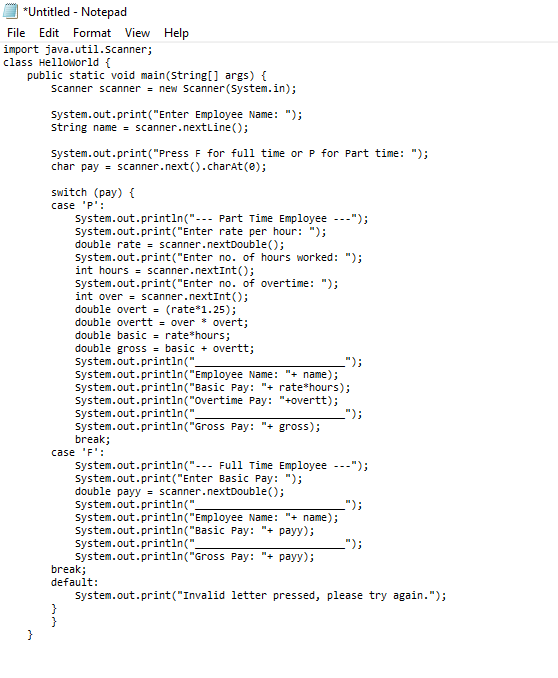 *Untitled - Notepad
File Edit Format View Help
import java.util.Scanner;
class HelloWorld {
    public static void main(String[] args) {
        Scanner scanner = new Scanner(System.in);

        System.out.print("Enter Employee Name: ");
        String name = scanner.nextLine();

        System.out.print("Press F for full time or P for Part time: ");
        char pay = scanner.next().charAt(0);

        switch (pay) {
        case 'P':
            System.out.println("--- Part Time Employee ---");
            System.out.print("Enter rate per hour: ");
            double rate = scanner.nextDouble();
            System.out.print("Enter no. of hours worked: ");
            int hours = scanner.nextInt();
            System.out.print("Enter no. of overtime: ");
            int over = scanner.nextInt();
            double overt = (rate*1.25);
            double overtt = over * overt;
            double basic = rate*hours;
            double gross = basic + overtt;
            System.out.println("_________________________");
            System.out.println("Employee Name: "+ name);
            System.out.println("Basic Pay: "+ rate*hours);
            System.out.println("Overtime Pay: "+overtt);
            System.out.println("_________________________");
            System.out.println("Gross Pay: "+ gross);
            break;
        case 'F':
            System.out.println("--- Full Time Employee ---");
            System.out.print("Enter Basic Pay: ");
            double payy = scanner.nextDouble();
            System.out.println("_________________________");
            System.out.println("Employee Name: "+ name);
            System.out.println("Basic Pay: "+ payy);
            System.out.println("_________________________");
            System.out.println("Gross Pay: "+ payy);
        break;
        default:
            System.out.print("Invalid letter pressed, please try again.");
        }
        }
    }